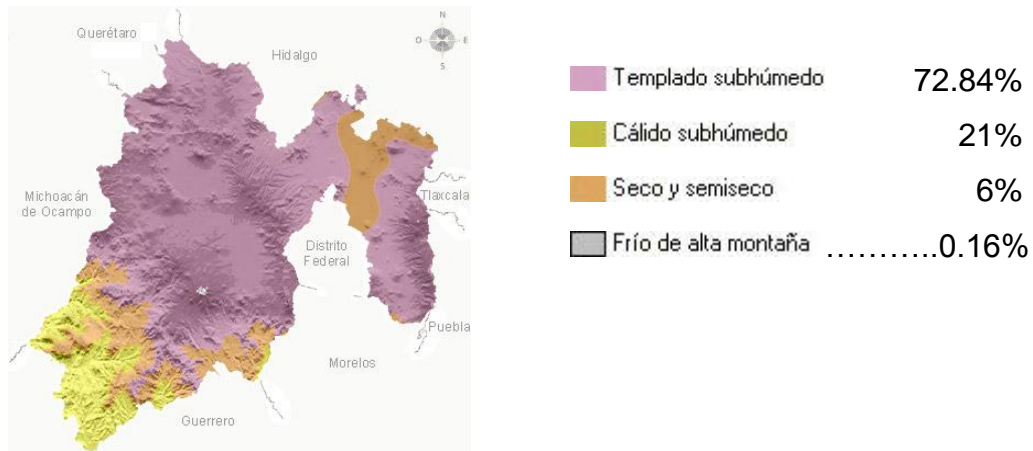 N
O
E
S
Querétaro
Hidalgo
Michoacán
de Ocampo
Tlaxcala
Distrito
Federal
Puebla
Morelos
Guerrero
Templado subhúmedo 72.84%
Cálido subhúmedo 21%
Seco y semiseco 6%
Frío de alta montaña ………..0.16%